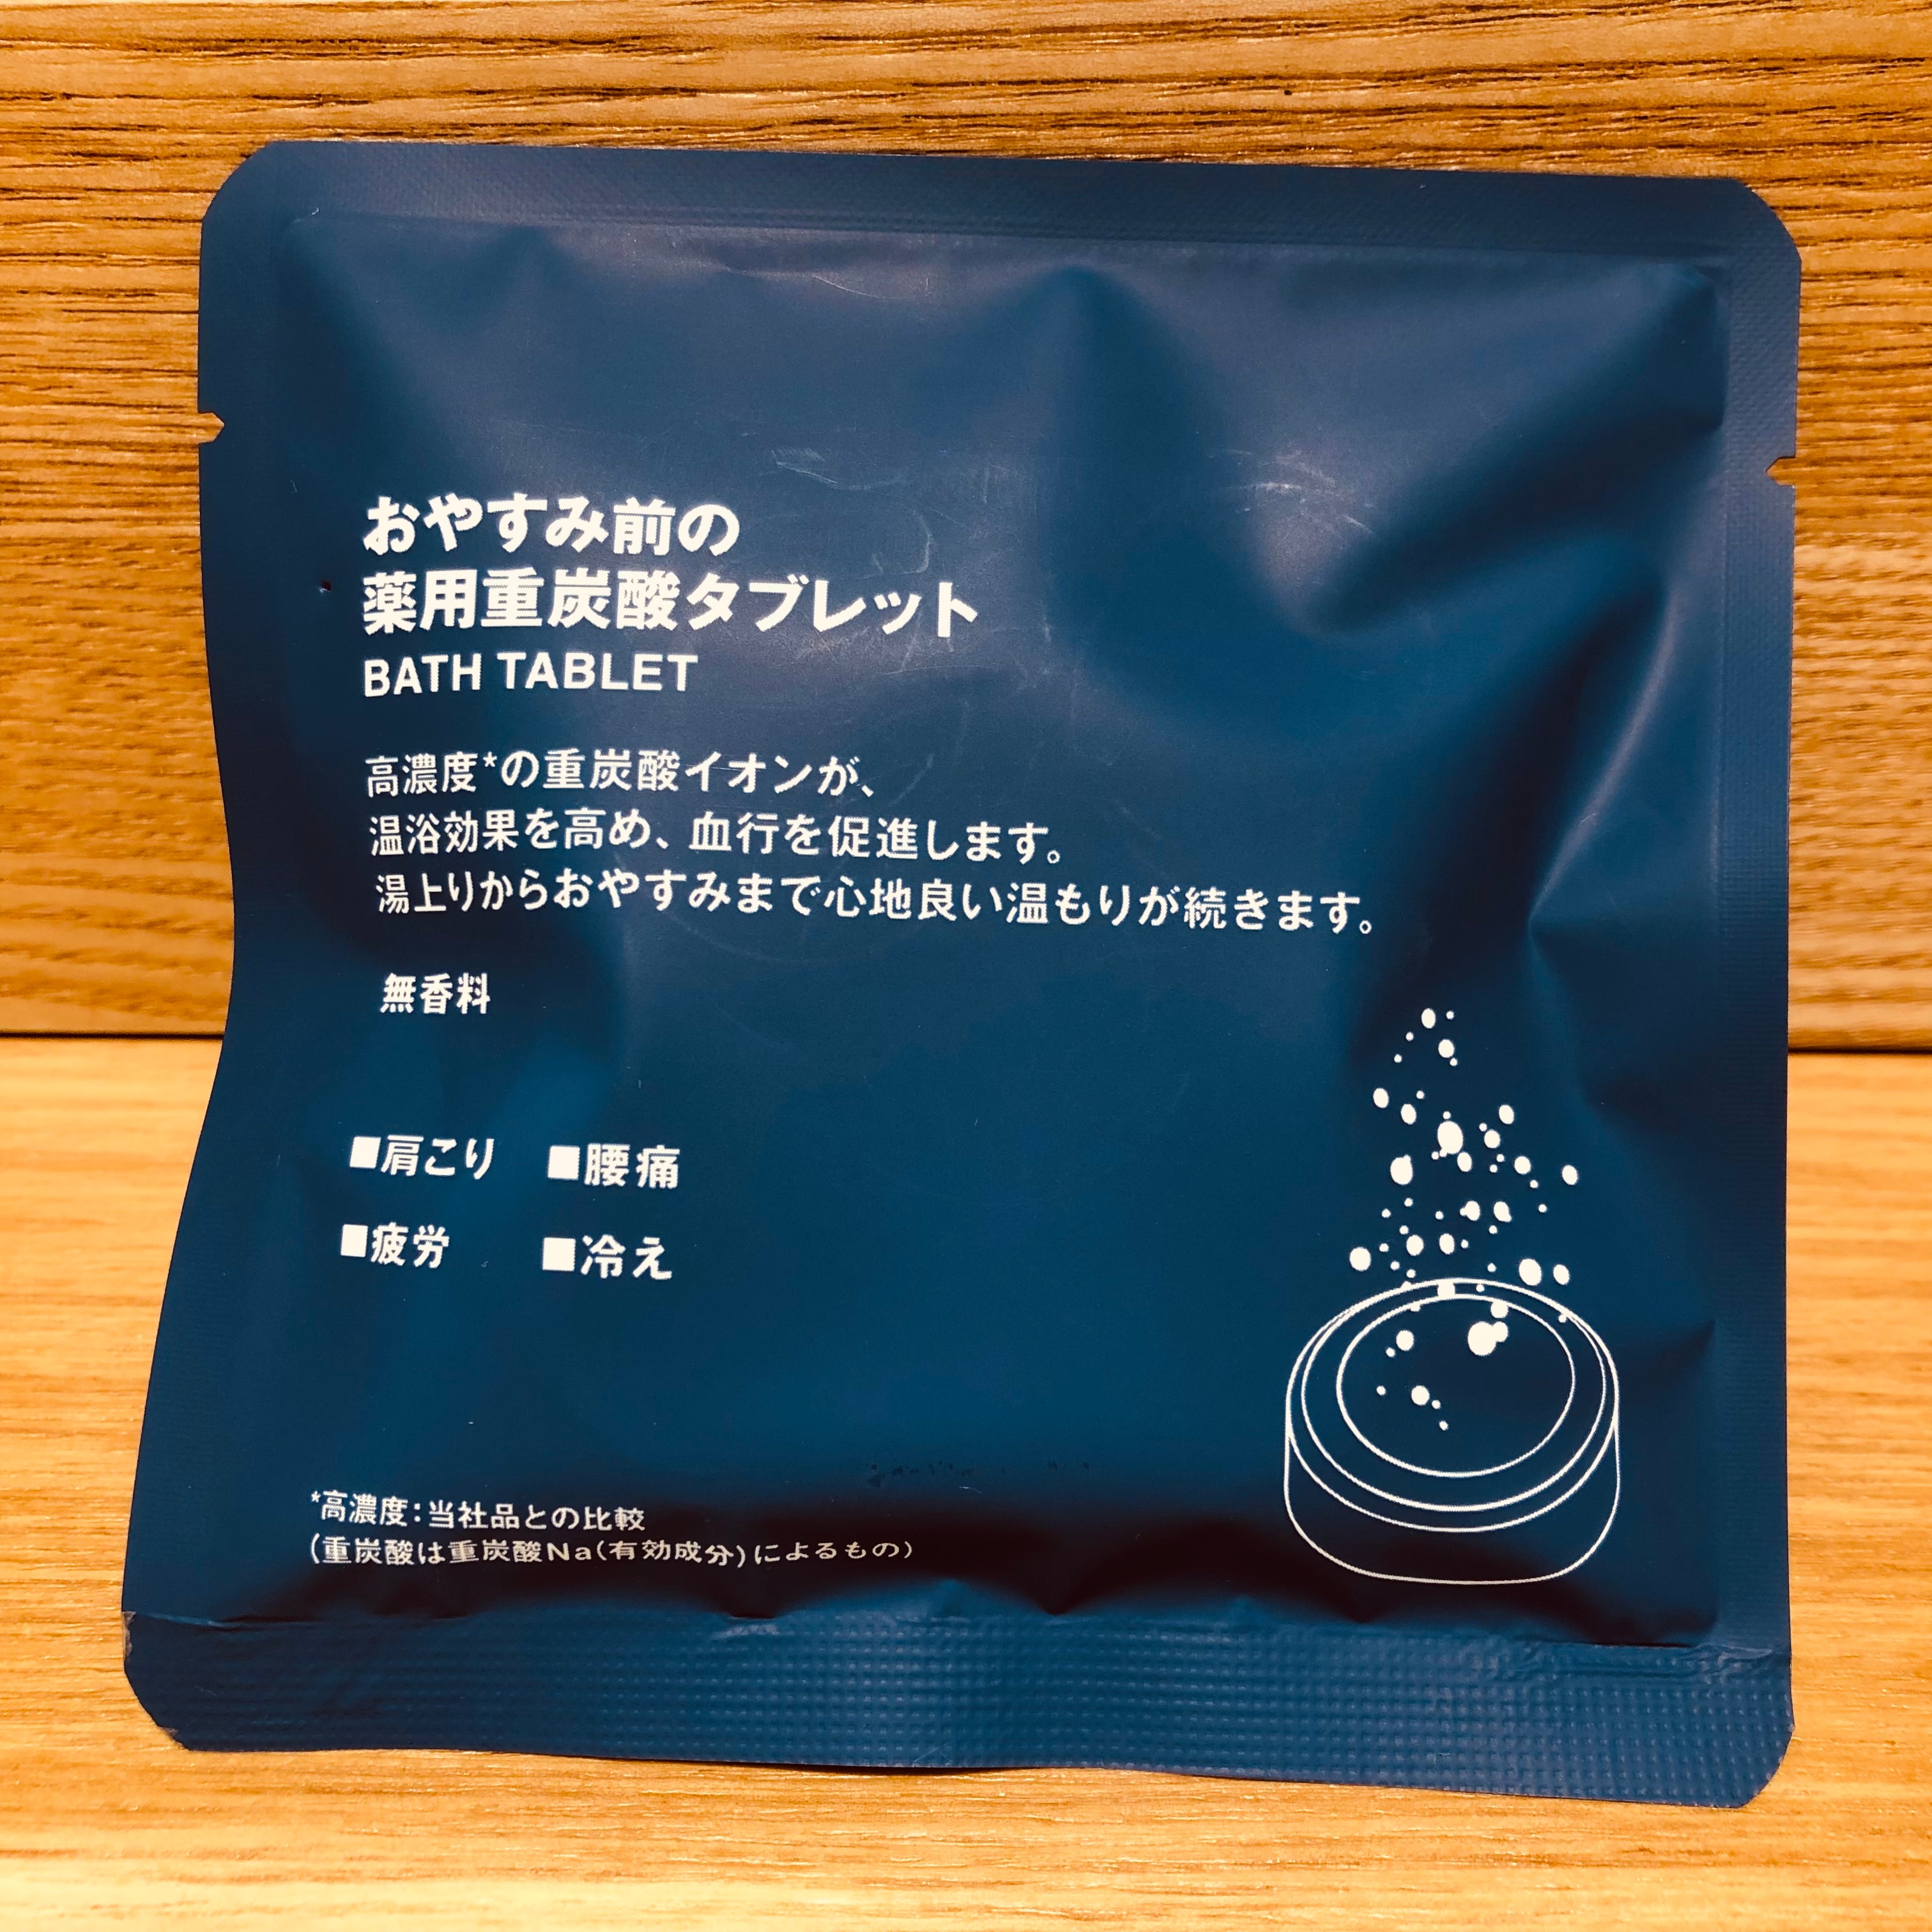 おやすみ前の
薬用重炭酸タブレット
BATH TABLET
高濃度*の重炭酸イオンが、
温浴効果を高め、血行を促進します。
湯上りからおやすみまで心地良い温もりが続きます。
無香料
■肩こり ■腰痛
■疲労 ■冷え
*高濃度:当社品との比較
(重炭酸は重炭酸Na(有効成分)によるもの)